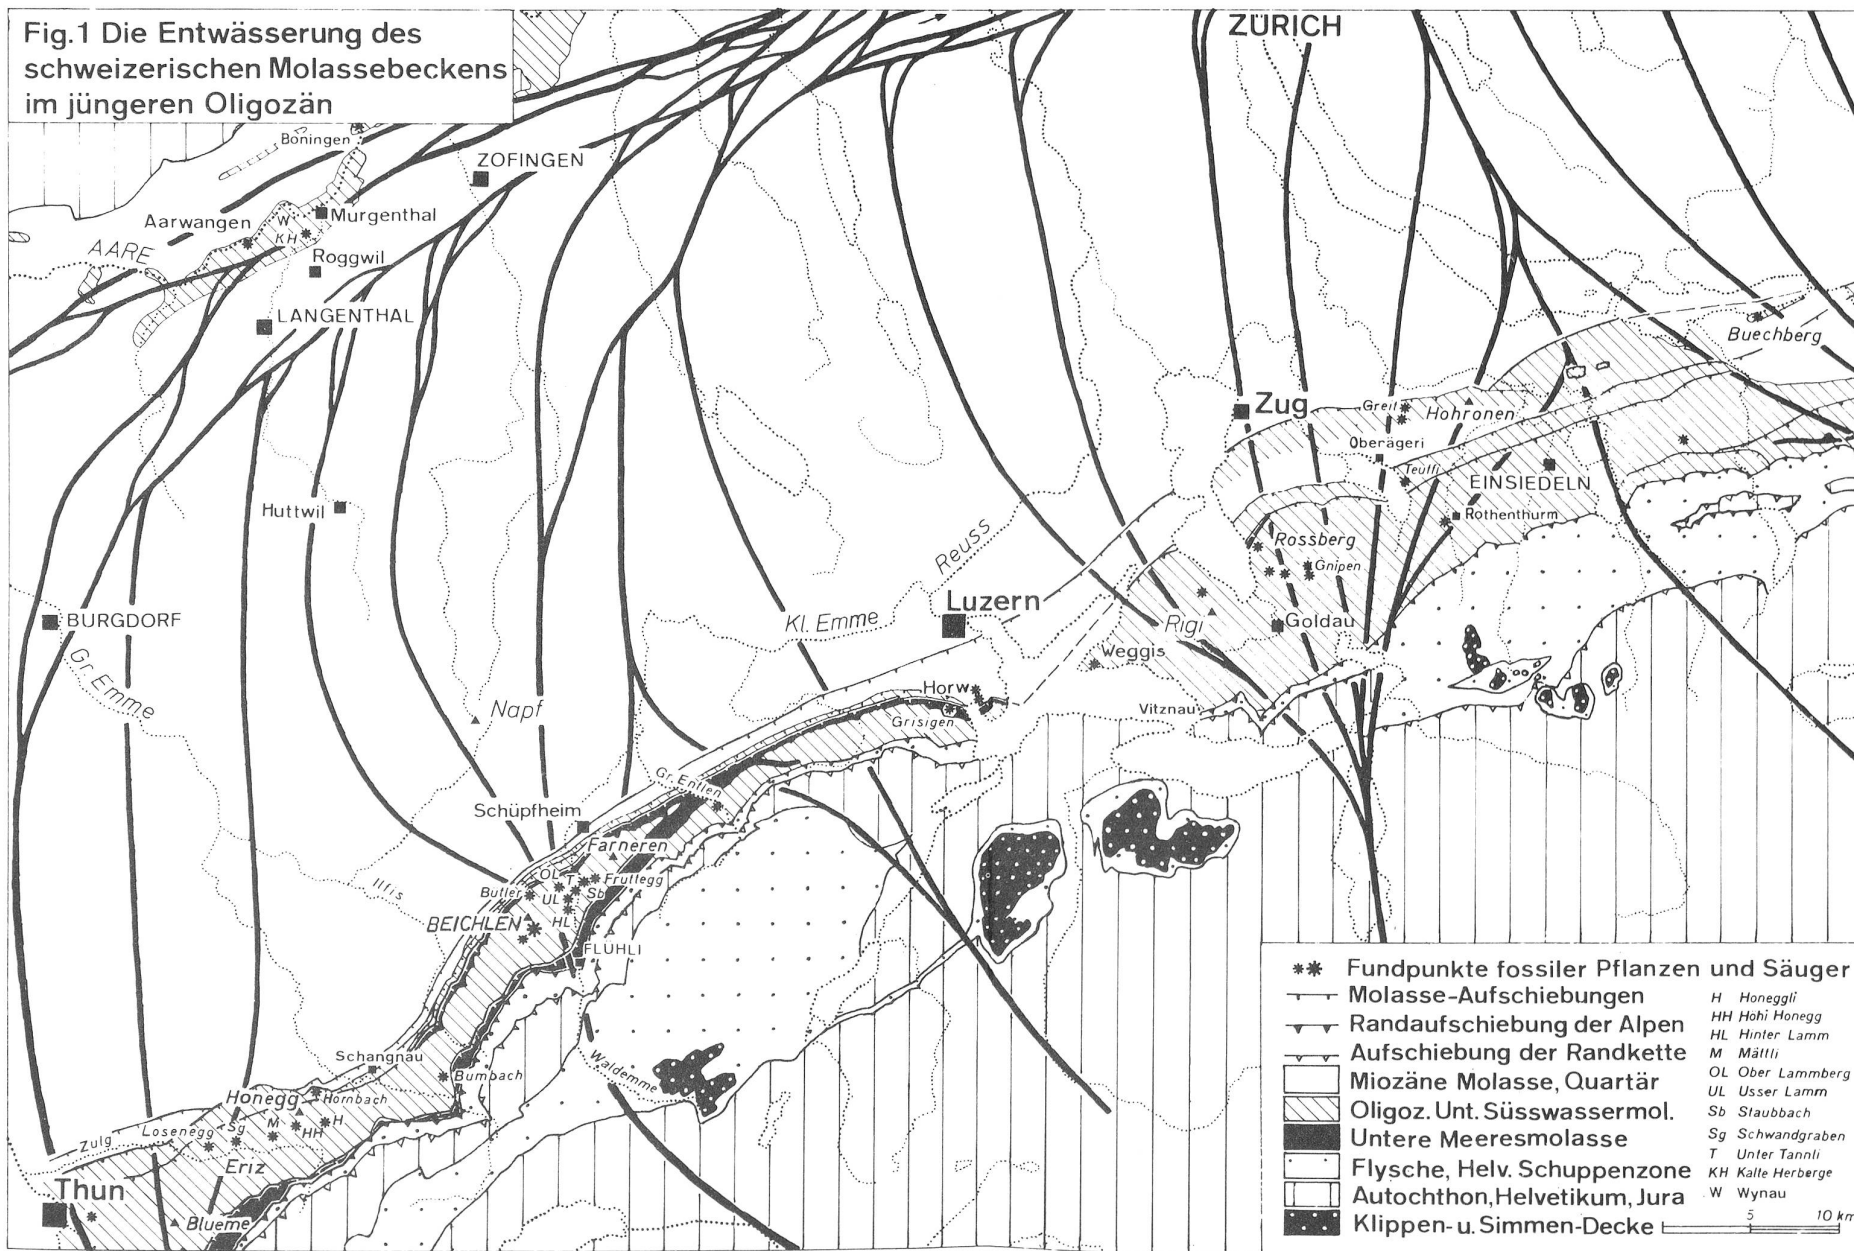 Fig.1 Die Entwässerung des
schweizerischen Molassebeckens
im jüngeren Oligozän
ZÜRICH
Boningen
ZOFINGEN
Aarwangen
W
Murgenthal
KH
AARE
Roggwil
LANGENTHAL
Buechberg
Zug
Greit
Hohronen
Oberägeri
Teufli
EINSIEDELN
Huttwil
Rothenthurm
Reuss
Rossberg
Gnipen
Luzern
BURGDORF
Kl. Emme
Rigi
Goldau
Weggis
Gr. Emme
Napf
Horw
Grisigen
Vitznau
Gr. Entlen
Schüpfheim
Farneren
OL
T
Fruttegg
Ilfis
Butler
UL
Sb
HL
BEICHLEN
FLÜHLI
Schangnau
Waldemme
Bumbach
Honegg
Hornbach
Zulg
Losenegg
Sg
M
HH
H
Eriz
Thun
Blueme
Fundpunkte fossiler Pflanzen und Säuger
Molasse-Aufschiebungen
Randaufschiebung der Alpen
Aufschiebung der Randkette
Miozäne Molasse, Quartär
Oligoz. Unt. Süsswassermol.
Untere Meeresmolasse
Flysche, Helv. Schuppenzone
Autochthon, Helvetikum, Jura
Klippen- u. Simmen-Decke
H Honeggli
HH Höhi Honegg
HL Hinter Lamm
M Mättli
OL Ober Lammberg
UL Usser Lamm
Sb Staubbach
Sg Schwandgraben
T Unter Tannli
KH Kalte Herberge
W Wynau
5 10 km